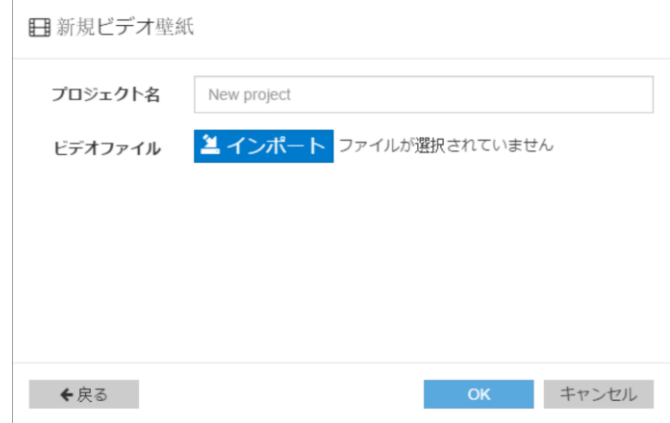 新規ビデオ壁紙
プロジェクト名 New project
ビデオファイル インポート ファイルが選択されていません
戻る OK キャンセル